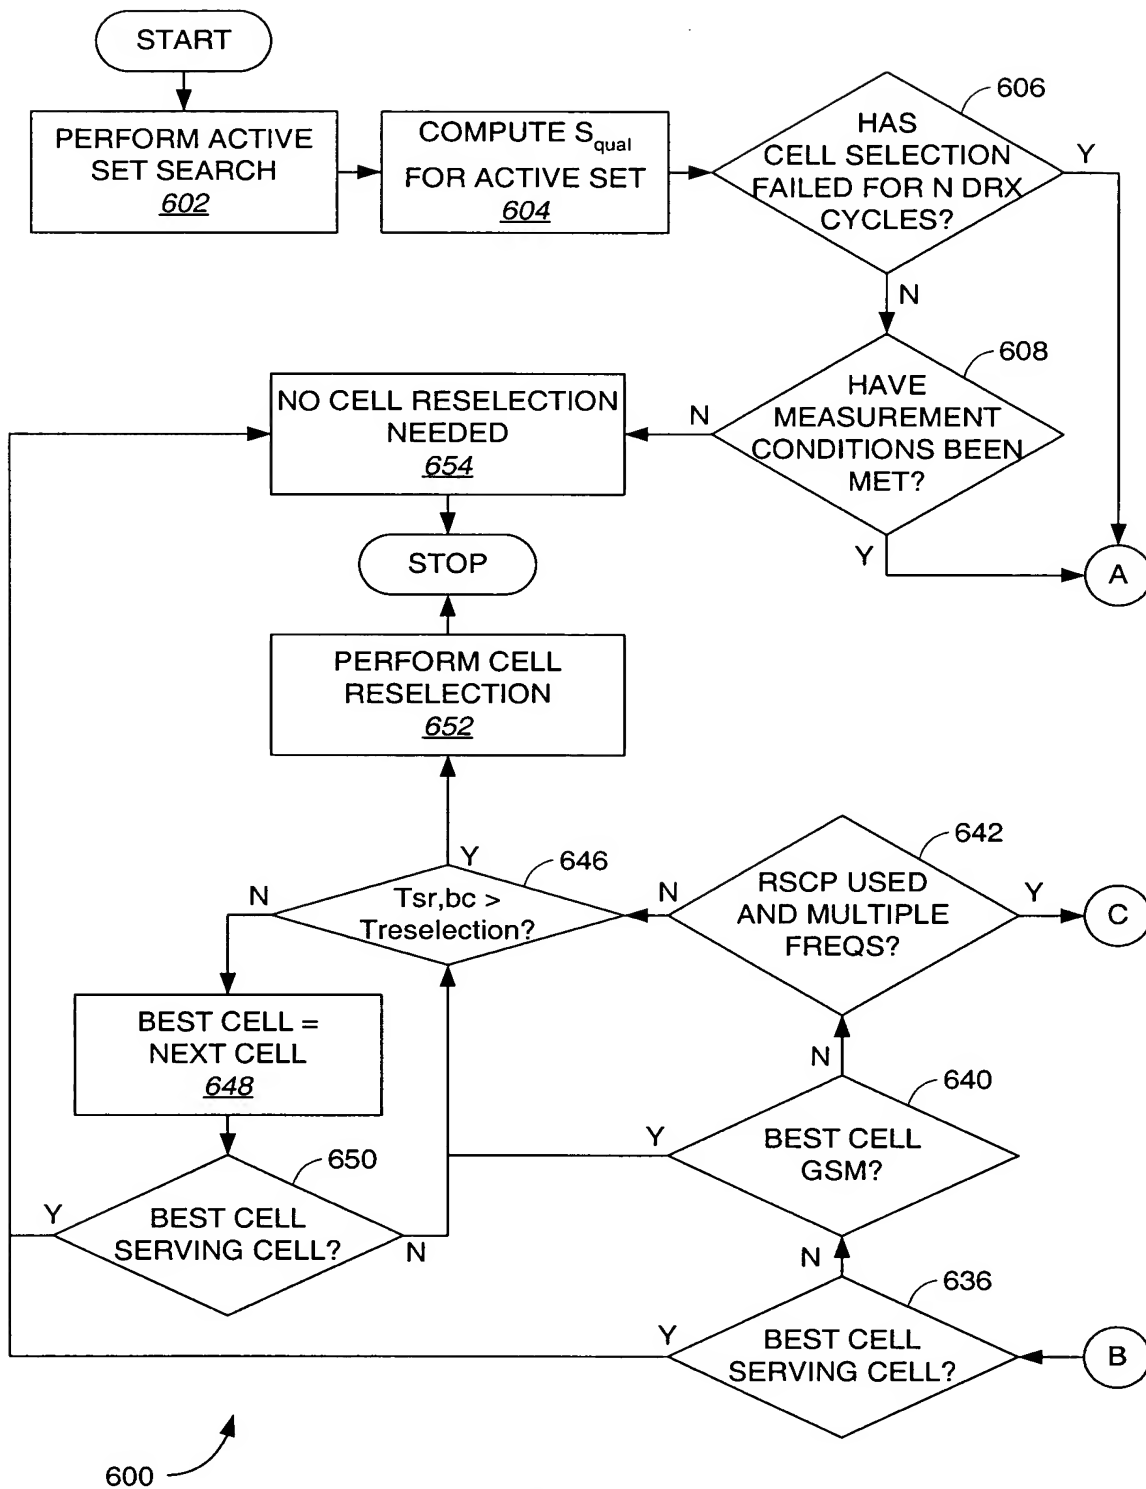 START
PERFORM ACTIVE
SET SEARCH
602
COMPUTE Squal
FOR ACTIVE SET
604
606
HAS
CELL SELECTION
FAILED FOR N DRX
CYCLES?
Y
N
608
HAVE
MEASUREMENT
CONDITIONS BEEN
MET?
N
Y
A
NO CELL RESELECTION
NEEDED
654
STOP
PERFORM CELL
RESELECTION
652
Y
646
Tsr,bc >
Treselection?
N
642
RSCP USED
AND MULTIPLE
FREQS?
N
Y
C
BEST CELL =
NEXT CELL
648
N
640
BEST CELL
GSM?
Y
650
BEST CELL
SERVING CELL?
Y
N
N
636
BEST CELL
SERVING CELL?
Y
B
600